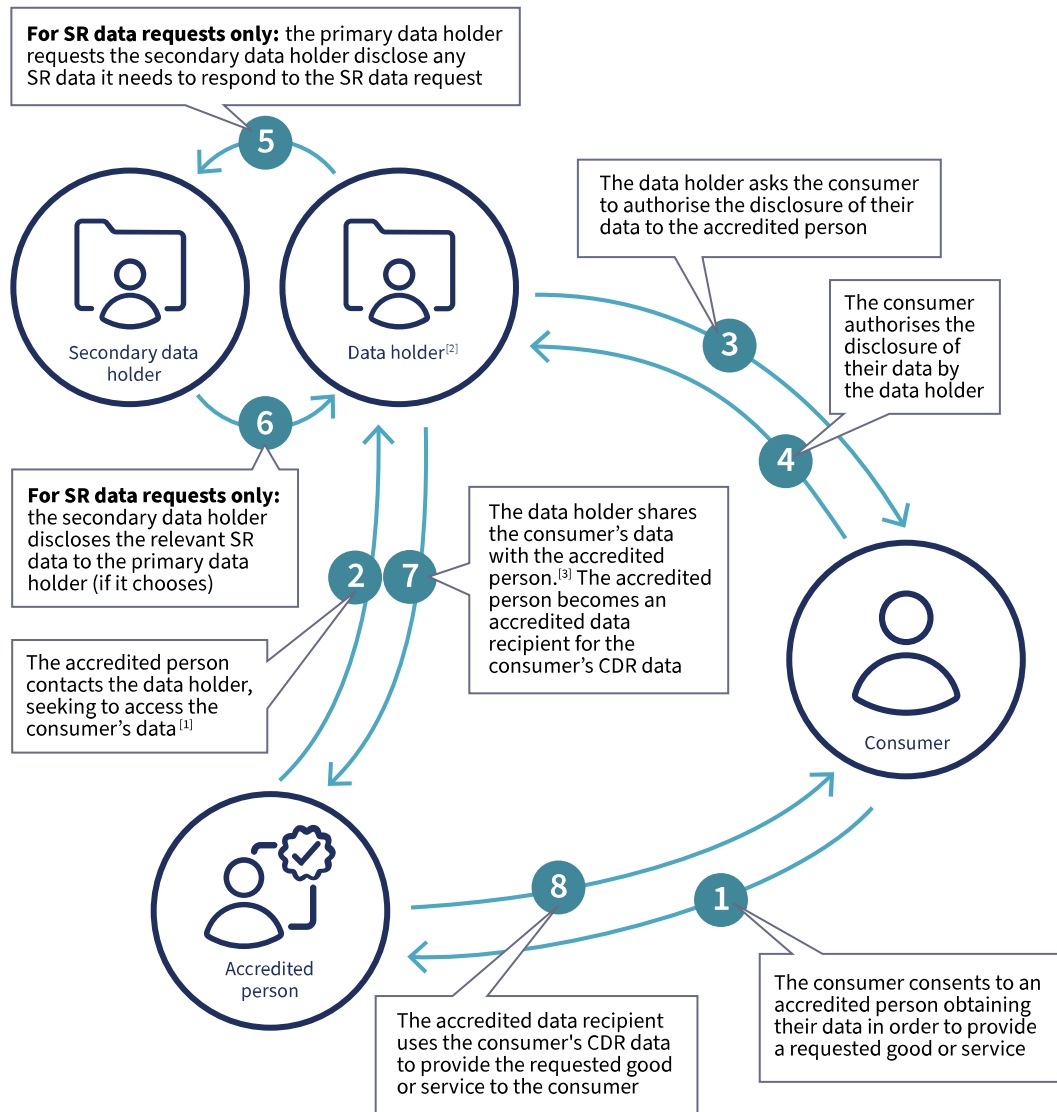 For SR data requests only: the primary data holder
requests the secondary data holder disclose any
SR data it needs to respond to the SR data request
5
The data holder asks the consumer
to authorise the disclosure of their
data to the accredited person
3
The consumer
authorises the
disclosure of
their data by
the data holder
4
Secondary data
holder
Data holder[2]
6
For SR data requests only:
the secondary data holder
discloses the relevant SR
data to the primary data
holder (if it chooses)
2
7
The data holder shares
the consumer’s data
with the accredited
person.[3] The accredited
person becomes an
accredited data
recipient for the
consumer’s CDR data
The accredited person
contacts the data holder,
seeking to access the
consumer’s data[1]
Consumer
Accredited
person
8
1
The accredited data recipient
uses the consumer's CDR data
to provide the requested good
or service to the consumer
The consumer consents to an
accredited person obtaining
their data in order to provide
a requested good or service